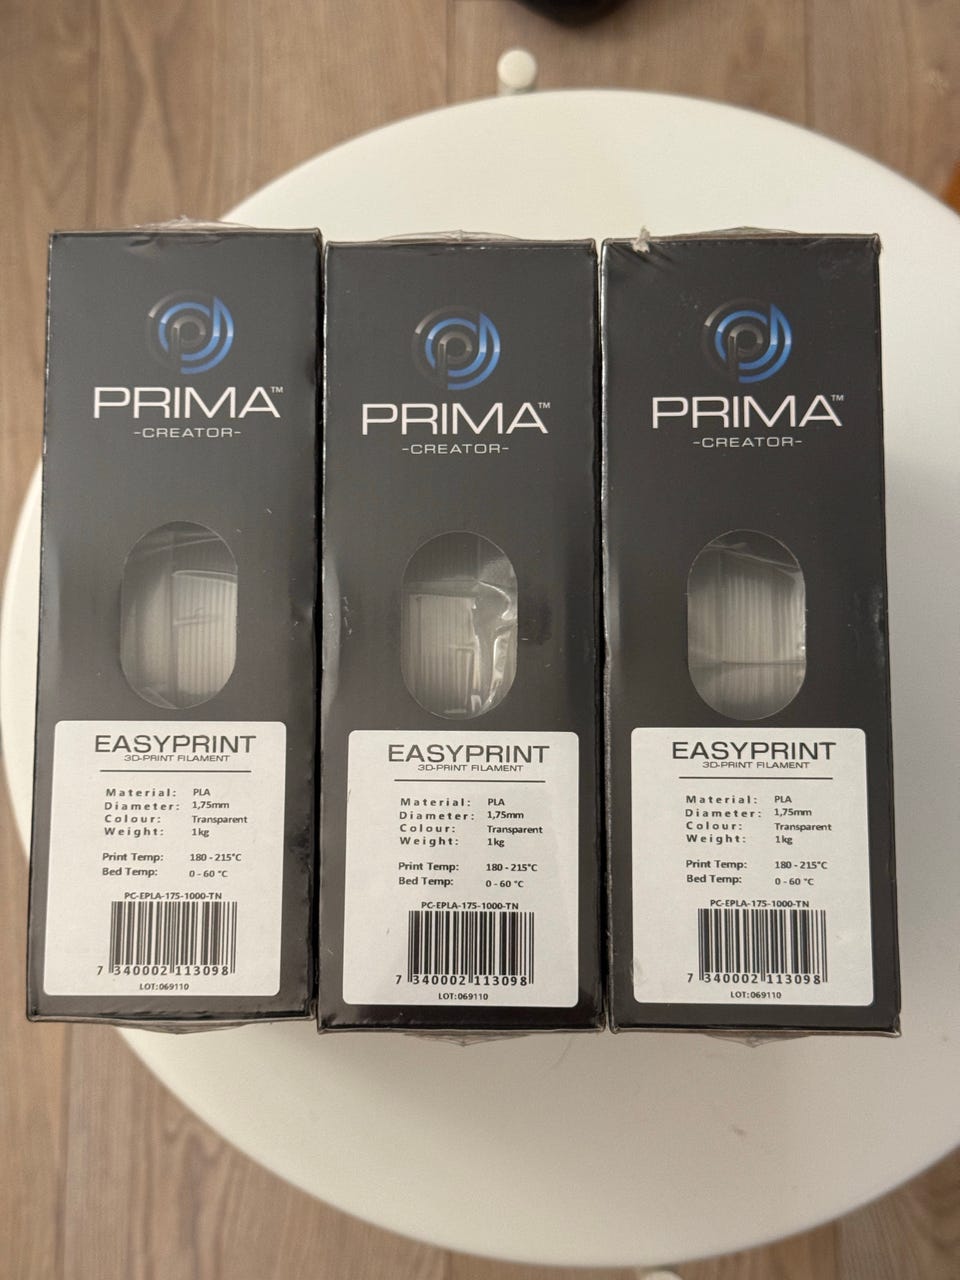 PRIMA™
-CREATOR-
EASYPRINT
3D-PRINT FILAMENT
Material: PLA
Diameter: 1,75mm
Colour: Transparent
Weight: 1kg
Print Temp: 180 - 215°C
Bed Temp: 0 - 60 °C
PC-EPLA-175-1000-TN
7 340002 113098
LOT:069110
PRIMA™
-CREATOR-
EASYPRINT
3D-PRINT FILAMENT
Material: PLA
Diameter: 1,75mm
Colour: Transparent
Weight: 1kg
Print Temp: 180 - 215°C
Bed Temp: 0 - 60 °C
PC-EPLA-175-1000-TN
7 340002 113098
LOT:069110
PRIMA™
-CREATOR-
EASYPRINT
3D-PRINT FILAMENT
Material: PLA
Diameter: 1,75mm
Colour: Transparent
Weight: 1kg
Print Temp: 180 - 215°C
Bed Temp: 0 - 60 °C
PC-EPLA-175-1000-TN
7 340002 113098
LOT:069110